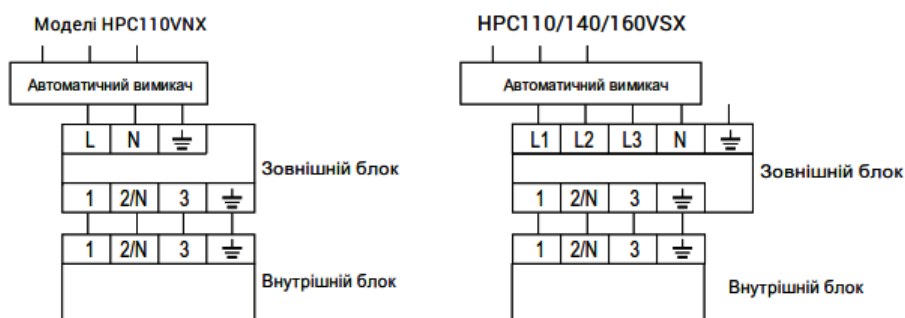 Моделі HPC110VNX
Автоматичний вимикач
L N
Зовнішній блок
1 2/N 3
1 2/N 3
Внутрішній блок
HPC110/140/160VSX
Автоматичний вимикач
L1 L2 L3 N
Зовнішній блок
1 2/N 3
1 2/N 3
Внутрішній блок